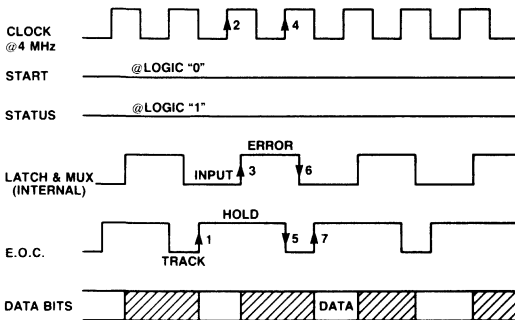 CLOCK
@4 MHz
2
4
START
@LOGIC "0"
STATUS
@LOGIC "1"
LATCH & MUX
(INTERNAL)
INPUT
ERROR
3
6
E.O.C.
TRACK
HOLD
1
5
7
DATA BITS
DATA